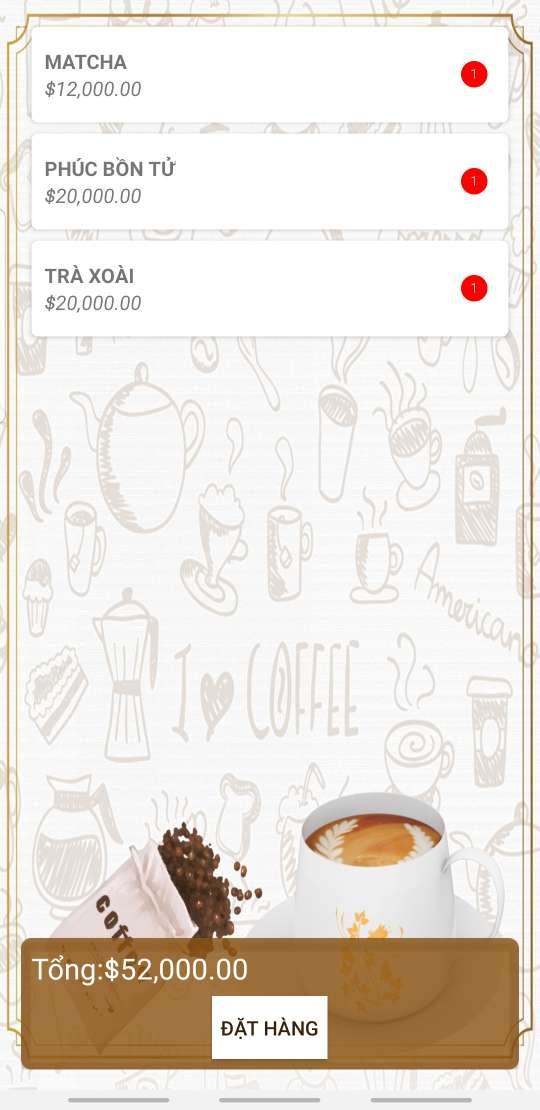 MATCHA
$12,000.00
1
PHÚC BỒN TỬ
$20,000.00
1
TRÀ XOÀI
$20,000.00
1
Americano
I COFFEE
Tổng:$52,000.00
ĐẶT HÀNG